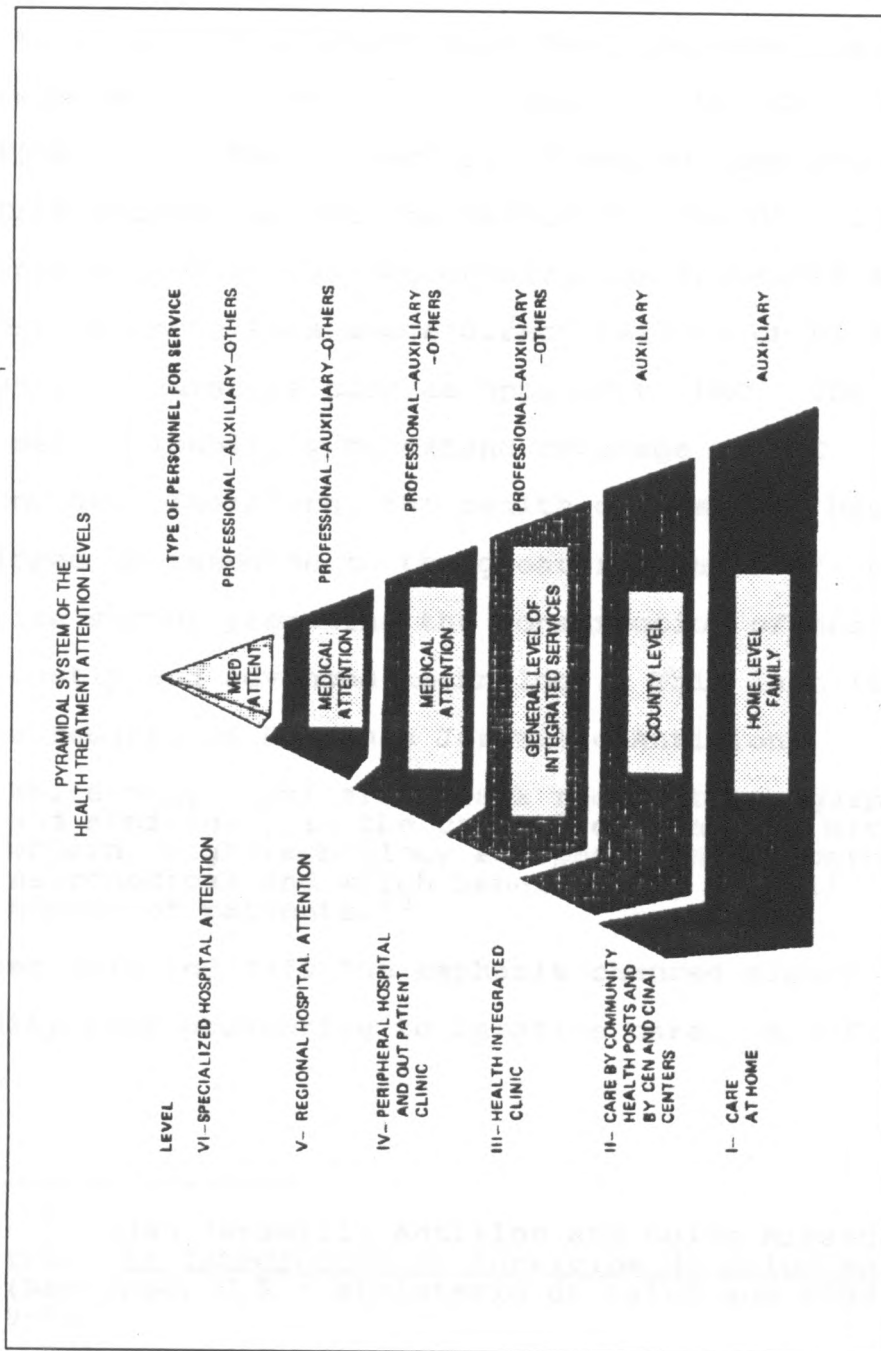 PYRAMIDAL SYSTEM OF THE
HEALTH TREATMENT ATTENTION LEVELS
LEVEL
TYPE OF PERSONNEL FOR SERVICE
VI–SPECIALIZED HOSPITAL ATTENTION
MED
ATTENT
PROFESSIONAL–AUXILIARY–OTHERS
V– REGIONAL HOSPITAL ATTENTION
MEDICAL
ATTENTION
PROFESSIONAL–AUXILIARY–OTHERS
IV– PERIPHERAL HOSPITAL
AND OUT PATIENT
CLINIC
MEDICAL
ATTENTION
PROFESSIONAL–AUXILIARY
–OTHERS
III–HEALTH INTEGRATED
CLINIC
GENERAL LEVEL OF
INTEGRATED SERVICES
PROFESSIONAL–AUXILIARY
–OTHERS
II– CARE BY COMMUNITY
HEALTH POSTS AND
BY CEN AND CINAI
CENTERS
COUNTY LEVEL
AUXILIARY
I– CARE
AT HOME
HOME LEVEL
FAMILY
AUXILIARY